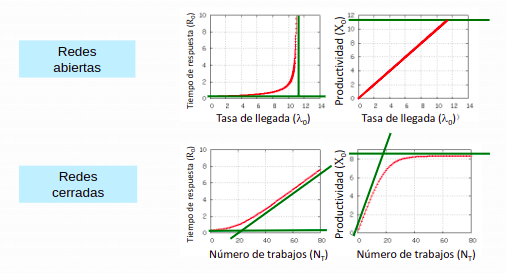 Redes
abiertas
Tiempo de respuesta (R0)
10
8
6
4
2
0
0 2 4 6 8 10 12 14
Tasa de llegada (λ0)
Productividad (X0)
12
10
8
6
4
2
0
0 2 4 6 8 10 12 14
Tasa de llegada (λ0))
Redes
cerradas
Tiempo de respuesta (R0)
10
8
6
4
2
0
0 20 40 60 80
Número de trabajos (NT)
Productividad (X0)
8
6
4
2
0
0 20 40 60 80
Número de trabajos (NT)